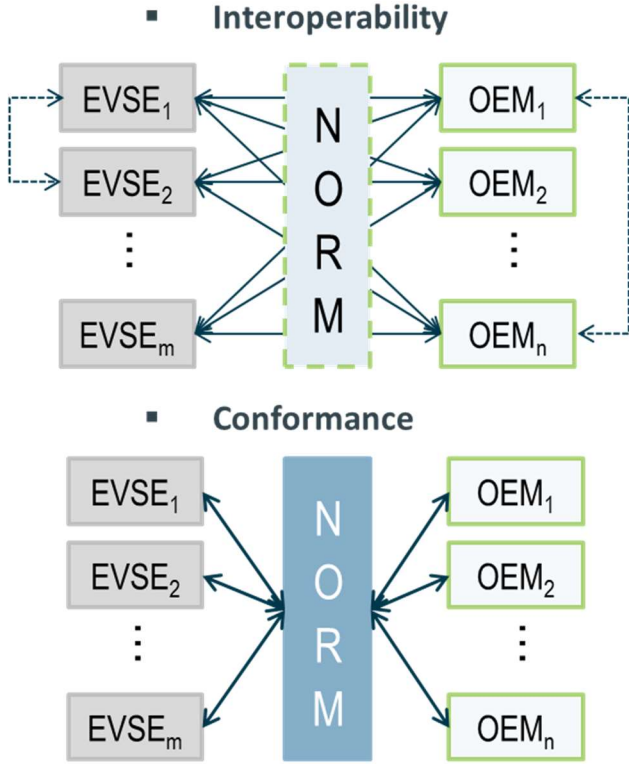 ▪ Interoperability
EVSE₁
EVSE₂
⋮
EVSEₘ
N
O
R
M
OEM₁
OEM₂
⋮
OEMₙ
▪ Conformance
EVSE₁
EVSE₂
⋮
EVSEₘ
N
O
R
M
OEM₁
OEM₂
⋮
OEMₙ